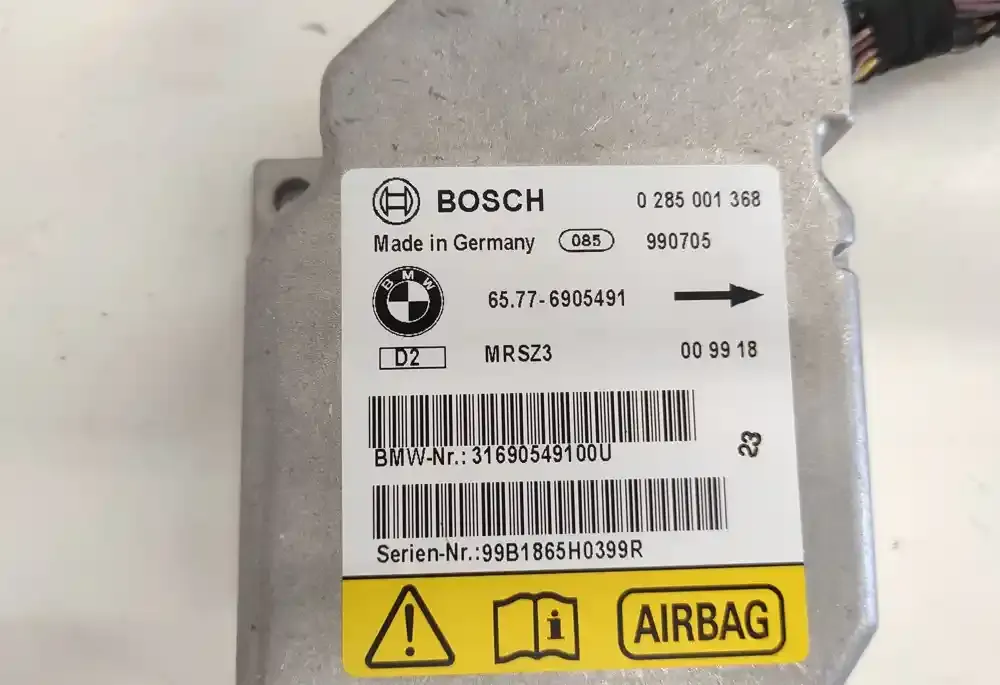 BOSCH 0 285 001 368
Made in Germany 085 990705
BMW 65.77-6905491
D2 MRSZ3 00 99 18
BMW-Nr.: 31690549100U
23
Serien-Nr.:99B1865H0399R
AIRBAG